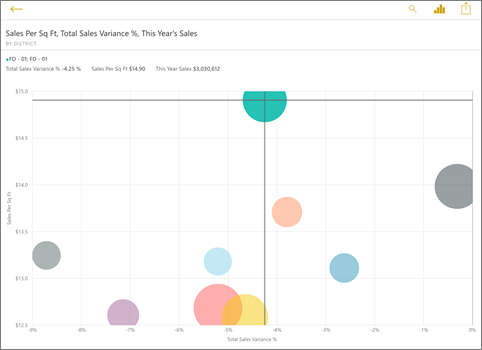 Sales Per Sq Ft, Total Sales Variance %, This Year's Sales
BY DISTRICT
FD - 01; FD - 01
Total Sales Variance % -4.25 % Sales Per Sq Ft $14.90 This Year Sales $3,030,612
$15.0
$14.5
$14.0
$13.5
$13.0
$12.5
Sales Per Sq Ft
-9% -8% -7% -6% -5% -4% -3% -2% -1% 0%
Total Sales Variance %